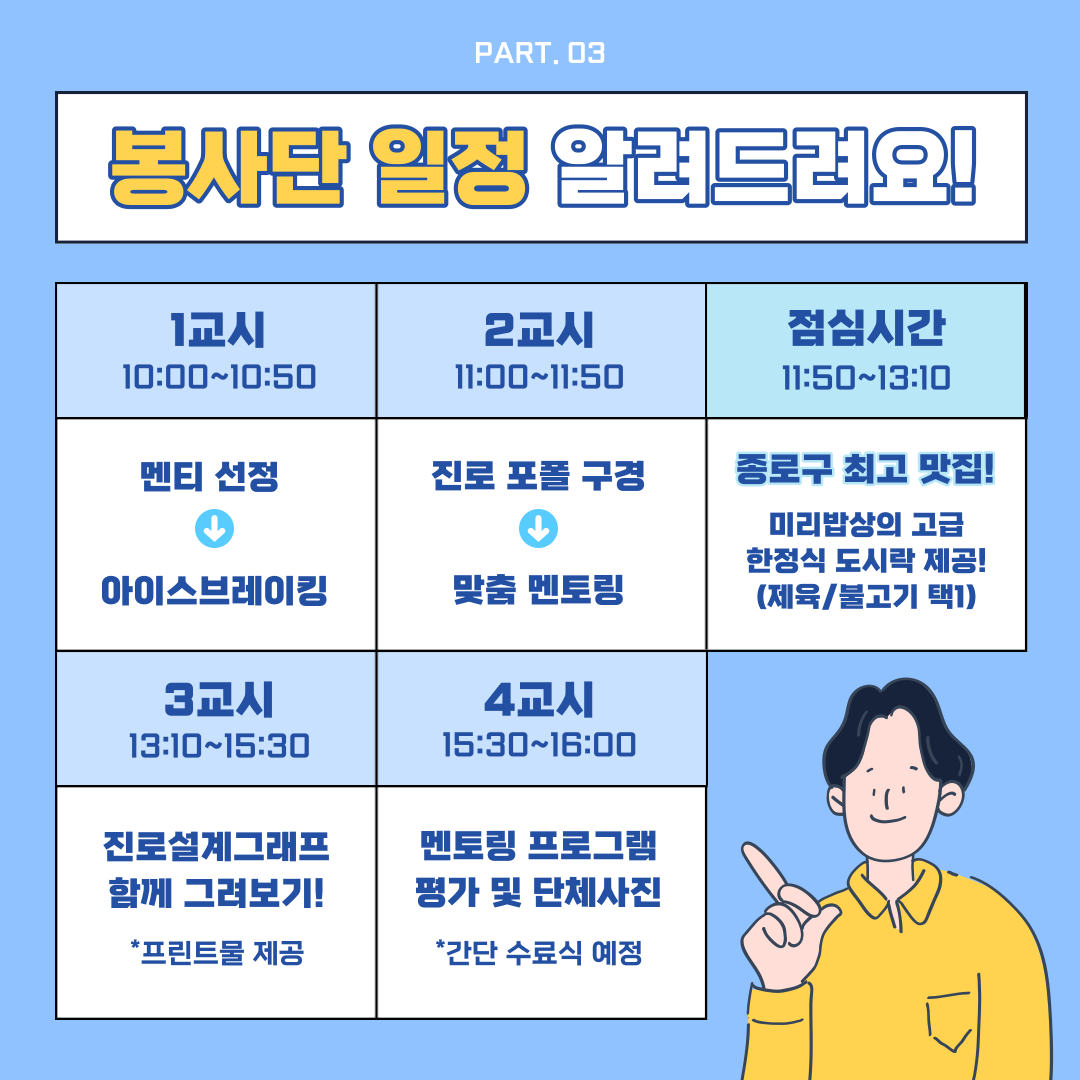 PART. 03
봉사단 일정 알려드려요!
1교시
10:00~10:50
2교시
11:00~11:50
점심시간
11:50~13:10
멘티 선정
아이스브레이킹
진로 포폴 구경
맞춤 멘토링
종로구 최고 맛집!
미리밥상의 고급
한정식 도시락 제공!
(제육/불고기 택1)
3교시
13:10~15:30
4교시
15:30~16:00
진로설계그래프
함께 그려보기!
*프린트물 제공
멘토링 프로그램
평가 및 단체사진
*간단 수료식 예정